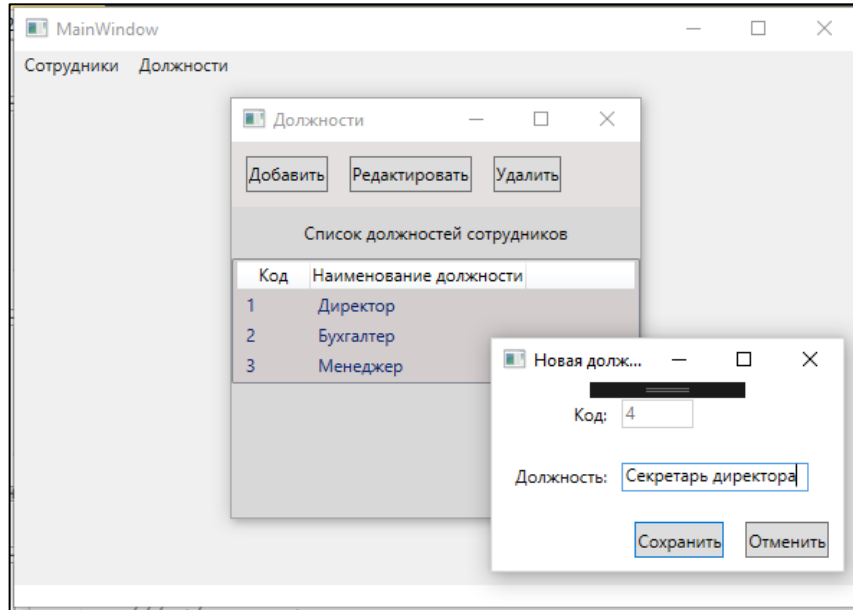 MainWindow
Сотрудники Должности
Должности
Добавить Редактировать Удалить
Список должностей сотрудников
Код Наименование должности
1 Директор
2 Бухгалтер
3 Менеджер
Новая долж...
Код: 4
Должность: Секретарь директора
Сохранить Отменить